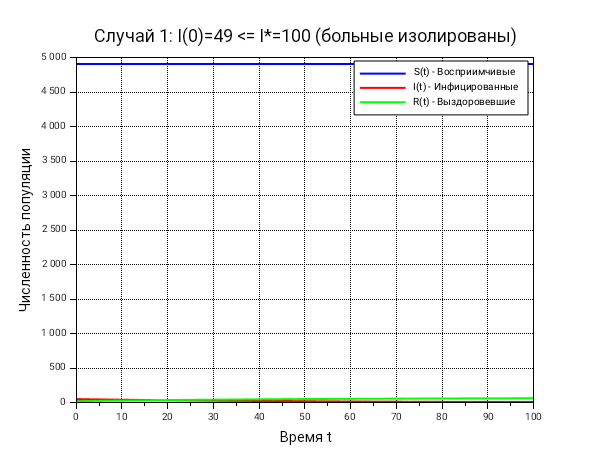 Случай 1: I(0)=49 <= I*=100 (больные изолированы)
S(t) - Восприимчивые
I(t) - Инфицированные
R(t) - Выздоровевшие
Численность популяции
5 000
4 500
4 000
3 500
3 000
2 500
2 000
1 500
1 000
500
0
0 10 20 30 40 50 60 70 80 90 100
Время t